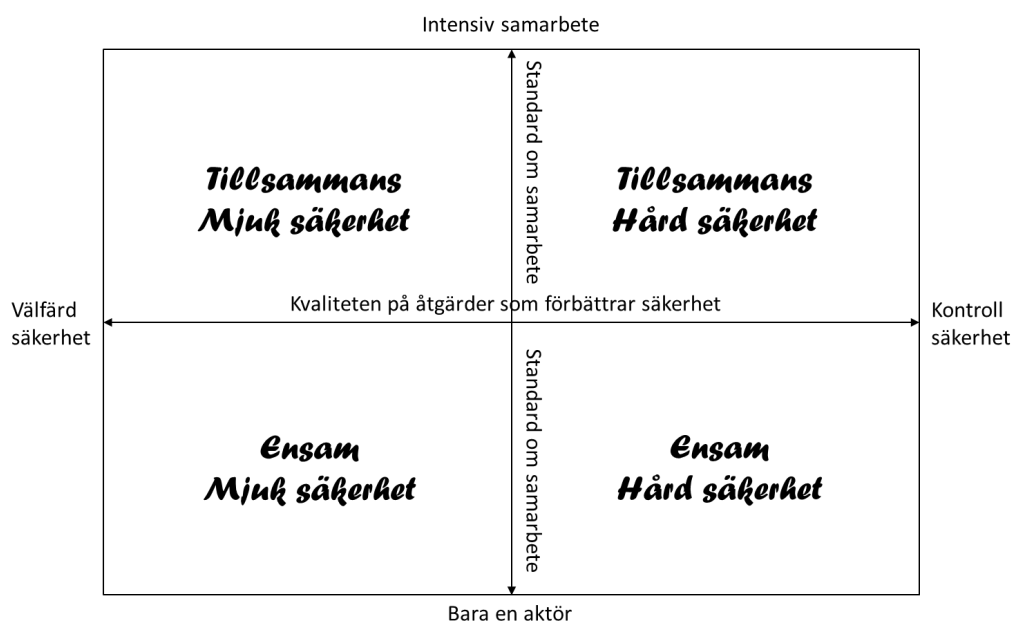 Intensiv samarbete
Standard om samarbete
Tillsammans
Mjuk säkerhet
Tillsammans
Hård säkerhet
Välfärd
säkerhet
Kvaliteten på åtgärder som förbättrar säkerhet
Kontroll
säkerhet
Standard om samarbete
Ensam
Mjuk säkerhet
Ensam
Hård säkerhet
Bara en aktör